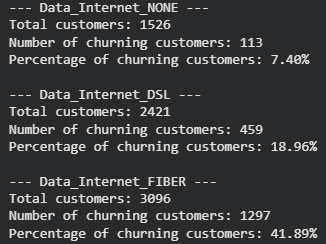 --- Data_Internet_NONE ---
Total customers: 1526
Number of churning customers: 113
Percentage of churning customers: 7.40%
--- Data_Internet_DSL ---
Total customers: 2421
Number of churning customers: 459
Percentage of churning customers: 18.96%
--- Data_Internet_FIBER ---
Total customers: 3096
Number of churning customers: 1297
Percentage of churning customers: 41.89%